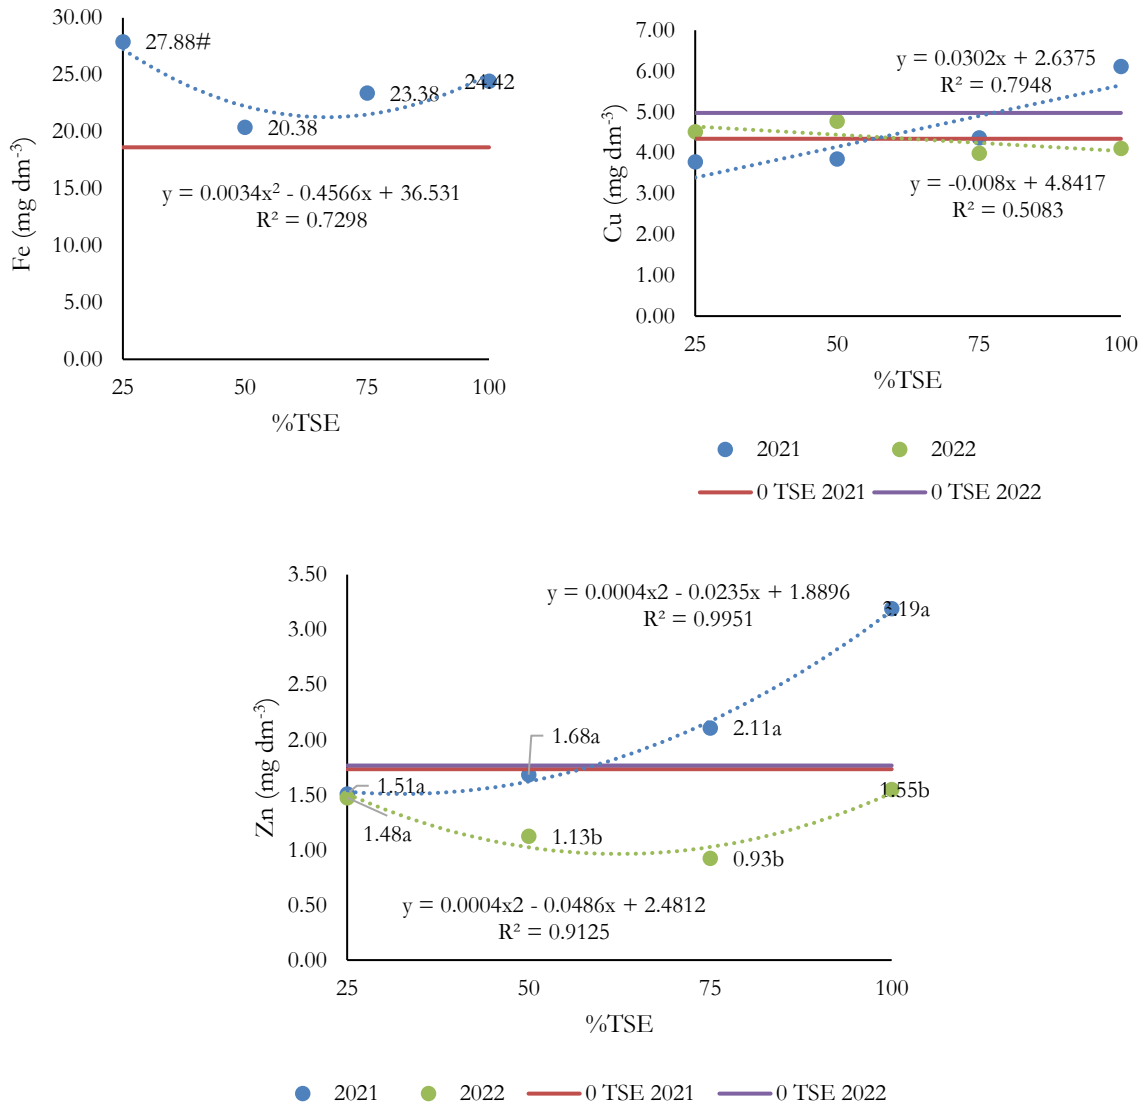 30.00
25.00
20.00
15.00
10.00
5.00
0.00
Fe (mg dm⁻³)
27.88#
20.38
23.38
24.42
y = 0.0034x² - 0.4566x + 36.531
R² = 0.7298
25 50 75 100
%TSE
7.00
6.00
5.00
4.00
3.00
2.00
1.00
0.00
Cu (mg dm⁻³)
y = 0.0302x + 2.6375
R² = 0.7948
y = -0.008x + 4.8417
R² = 0.5083
25 50 75 100
%TSE
2021 2022
0 TSE 2021 0 TSE 2022
3.50
3.00
2.50
2.00
1.50
1.00
0.50
0.00
Zn (mg dm⁻³)
y = 0.0004x2 - 0.0235x + 1.8896
R² = 0.9951
3.19a
2.11a
1.68a
1.51a
1.48a
1.13b
0.93b
1.55b
y = 0.0004x2 - 0.0486x + 2.4812
R² = 0.9125
25 50 75 100
%TSE
2021 2022 0 TSE 2021 0 TSE 2022